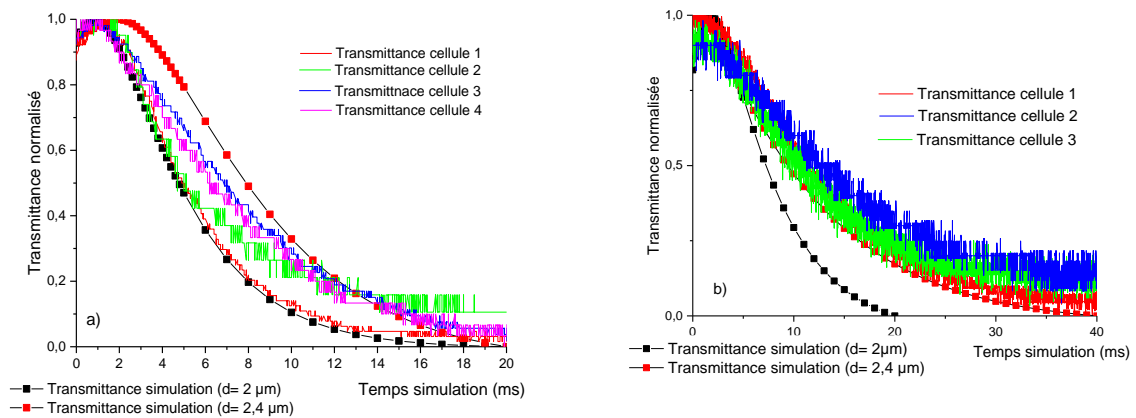 1,0
0,8
0,6
0,4
0,2
0,0
Transmittance normalisé
Transmittance cellule 1
Transmittance cellule 2
Transmittnace cellule 3
Transmittance cellule 4
a)
0 2 4 6 8 10 12 14 16 18 20
Temps simulation (ms)
Transmittance simulation (d= 2 µm)
Transmittance simulation (d= 2,4 µm)
1,0
0,5
0,0
Transmittance normalisée
Transmittance cellule 1
Transmittance cellule 2
Transmittance cellule 3
b)
0 10 20 30 40
Temps simulation (ms)
Transmittance simulation (d= 2µm)
Transmittance simulation (d= 2,4 µm)